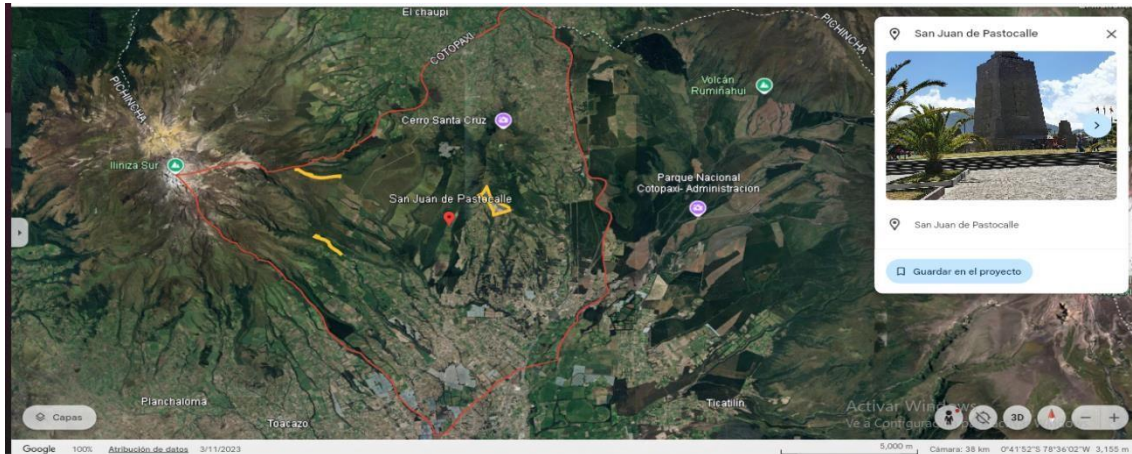 El chaupi
COTOPAXI
PICHINCHA
PICHINCHA
Volcán
Rumiñahui
Cerro Santa Cruz
Iliniza Sur
San Juan de Pastocalle
Parque Nacional
Cotopaxi- Administracion
Planchaloma
Toacazo
Ticatilín
San Juan de Pastocalle
San Juan de Pastocalle
Guardar en el proyecto
Capas
3D
Activar Windows
Google 100% Atribución de datos 3/11/2023 5,000 m Cámara: 38 km 0°41'52"S 78°36'02"W 3,155 m